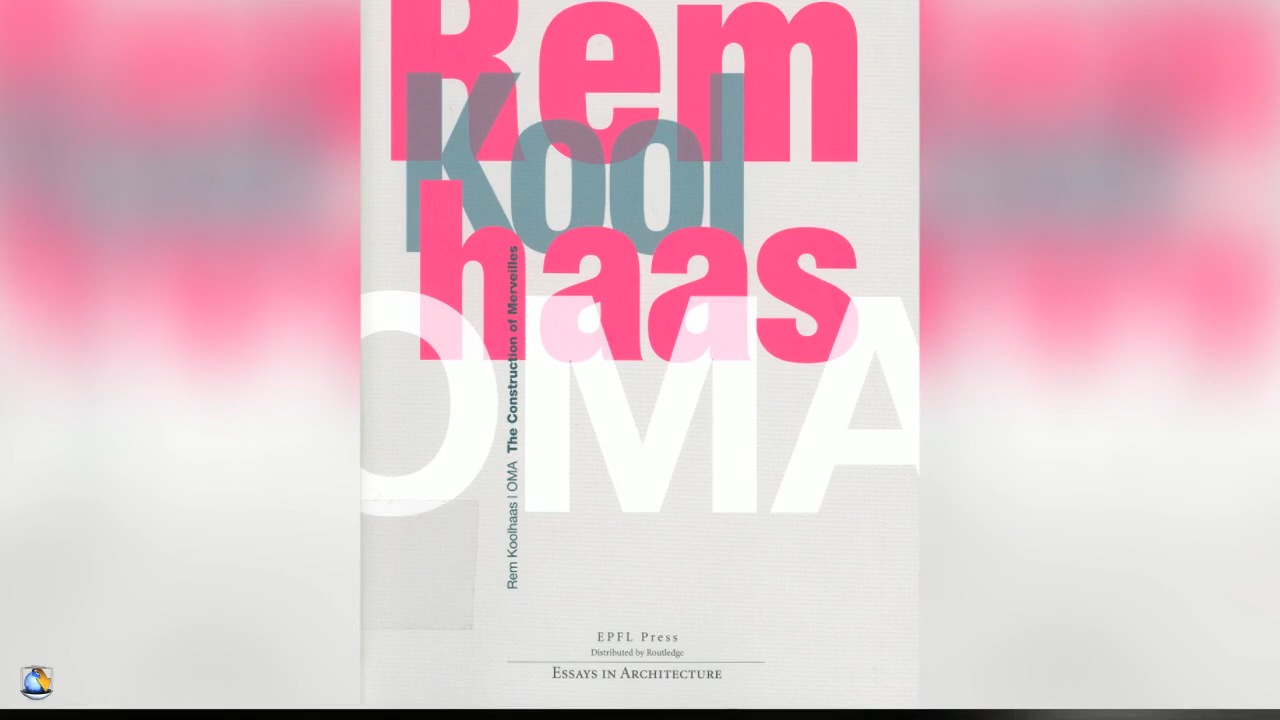 Rem
Kool
haas
OMA
Rem Koolhaas | OMA The Construction of Merveilles
EPFL Press
Distributed by Routledge
ESSAYS IN ARCHITECTURE